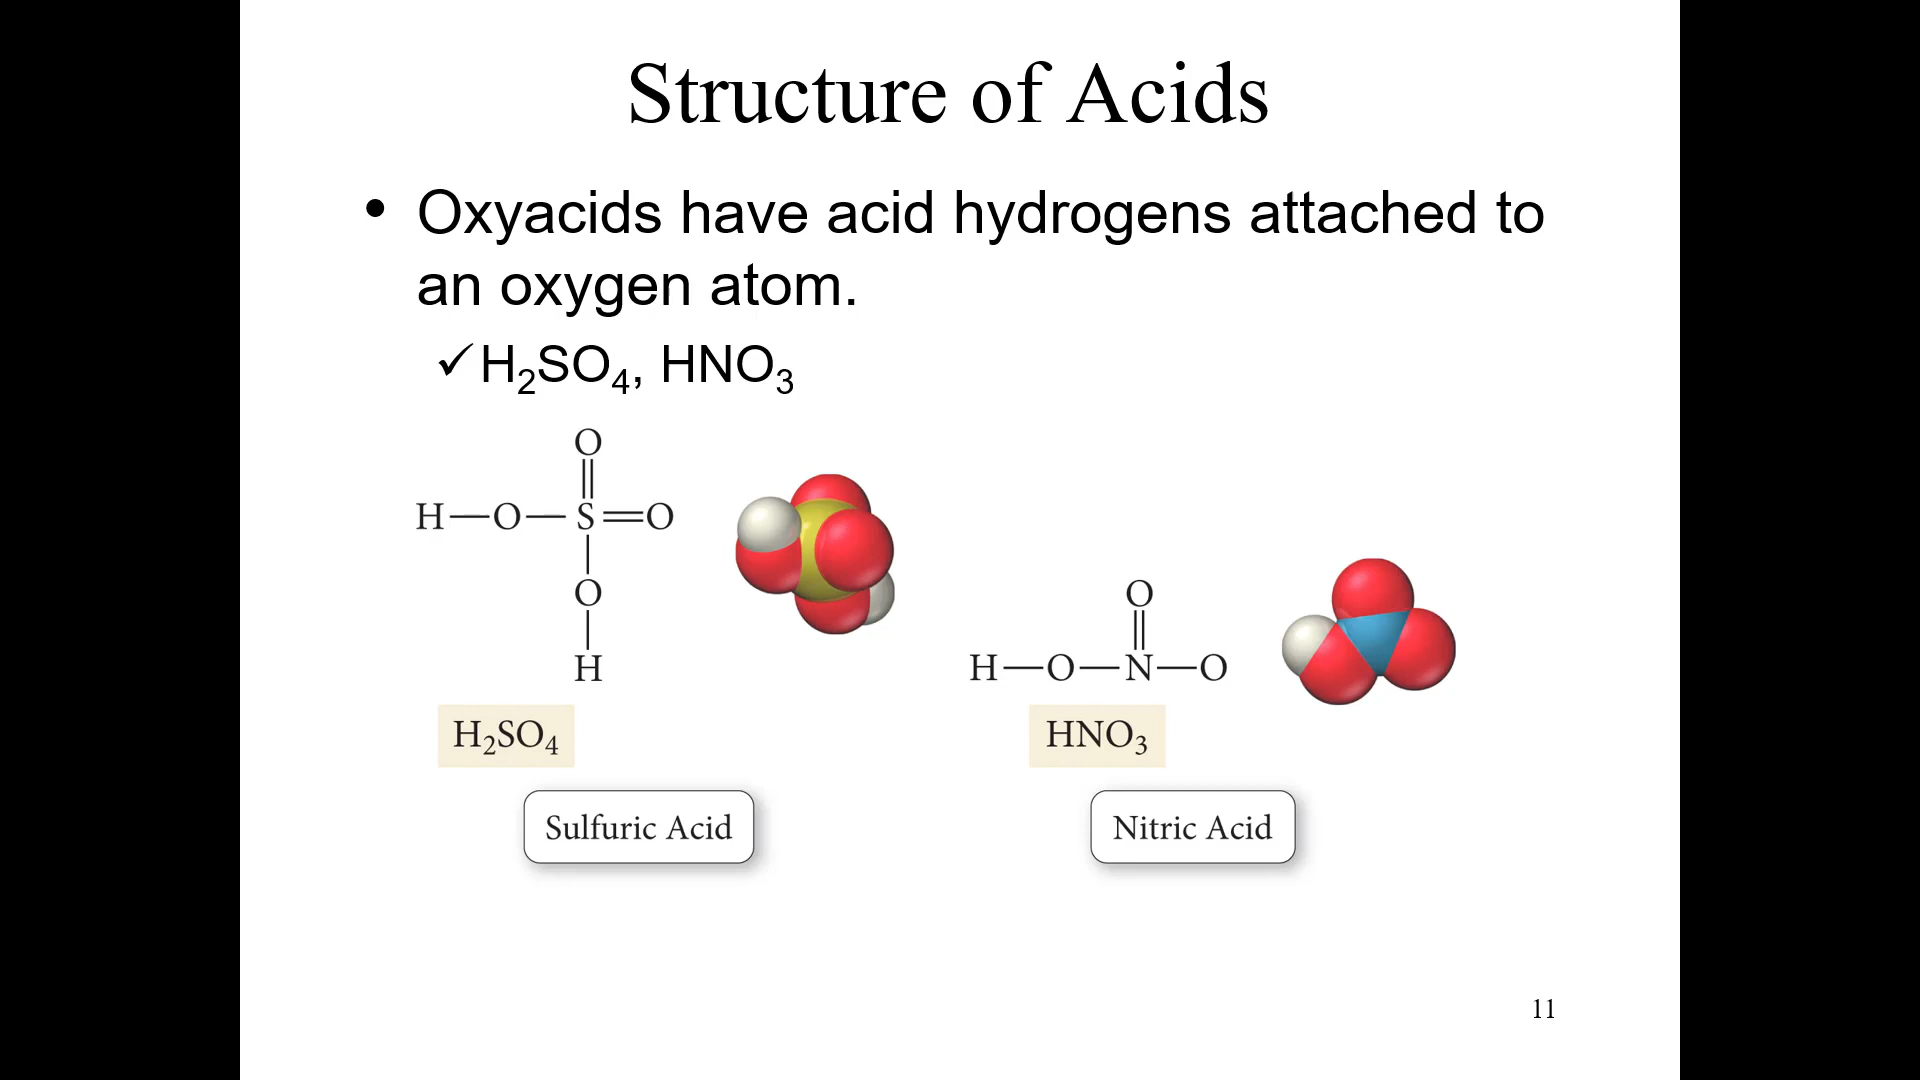 Structure of Acids
• Oxyacids have acid hydrogens attached to
an oxygen atom.
✓H₂SO₄, HNO₃
O
H—O—S=O
O
H
H₂SO₄
Sulfuric Acid
O
H—O—N—O
HNO₃
Nitric Acid
11